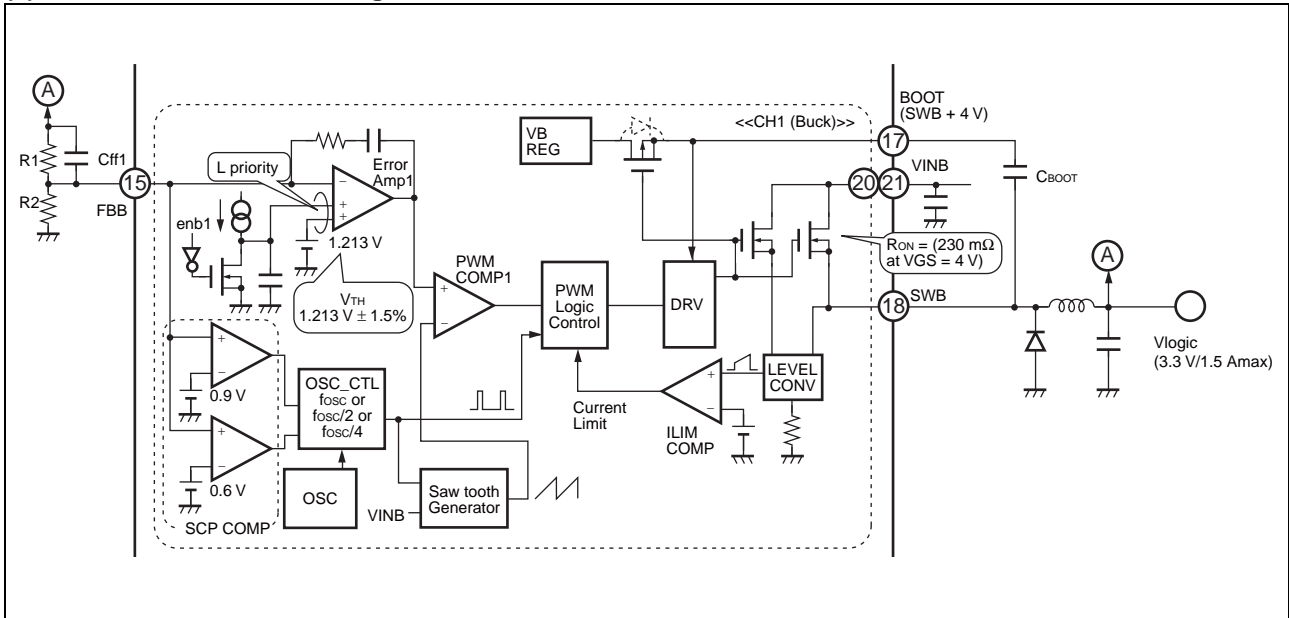 A
R1
Cff1
R2
15
FBB
L priority
enb1
Error
Amp1
−
+
+
1.213 V
VTH
1.213 V ± 1.5%
PWM
COMP1
+
−
+
−
0.9 V
+
−
0.6 V
SCP COMP
OSC_CTL
fosc or
fosc/2 or
fosc/4
OSC
VINB
Saw tooth
Generator
PWM
Logic
Control
Current
Limit
+
−
ILIM
COMP
LEVEL
CONV
DRV
VB
REG
<<CH1 (Buck)>>
BOOT
(SWB + 4 V)
17
VINB
20
21
CBOOT
RON = (230 mΩ
at VGS = 4 V)
18
SWB
A
Vlogic
(3.3 V/1.5 Amax)